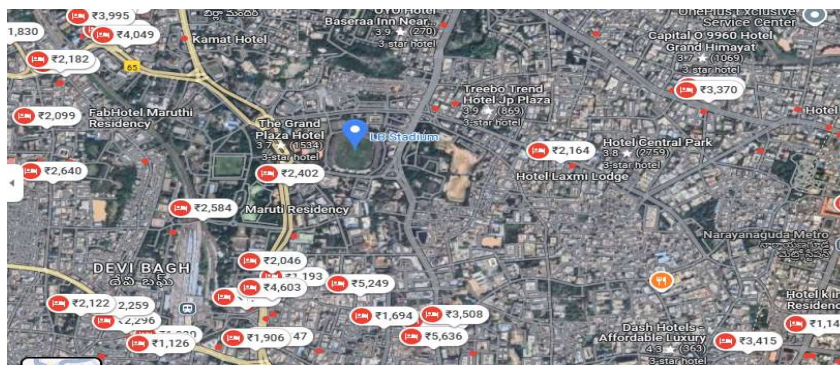 ₹3,995
1,830
₹4,049
బిర్లా మందిర్
Kamat Hotel
65
₹2,182
₹2,099
FabHotel Maruthi
Residency
₹2,640
OYO Hotel
Baseraa Inn Near...
3.9 ★ (270)
3-star hotel
OnePlus Exclusive
Service Center
Capital O 9960 Hotel
Grand Himayat
3.7 ★ (1069)
3-star hotel
₹3,370
Hotel
Treebo Trend
Hotel Jp Plaza
3.9 ★ (869)
3-star hotel
The Grand
Plaza Hotel
3.7 ★ (1534)
3-star hotel
LB Stadium
₹2,402
₹2,164
Hotel Central Park
3.8 ★ (2759)
3-star hotel
Hotel Laxmi Lodge
₹2,584
Maruti Residency
Narayanaguda Metro
DEVI BAGH
దేవి బఘ్
₹2,046
1,193
₹4,603
₹5,249
₹2,122
2,259
₹2,296
₹1,126
₹1,906
47
₹1,694
₹3,508
₹5,636
Hotel k in
Residenc
₹1,14
Dash Hotels -
Affordable Luxury
4.3 ★ (363)
3-star hotel
₹3,415